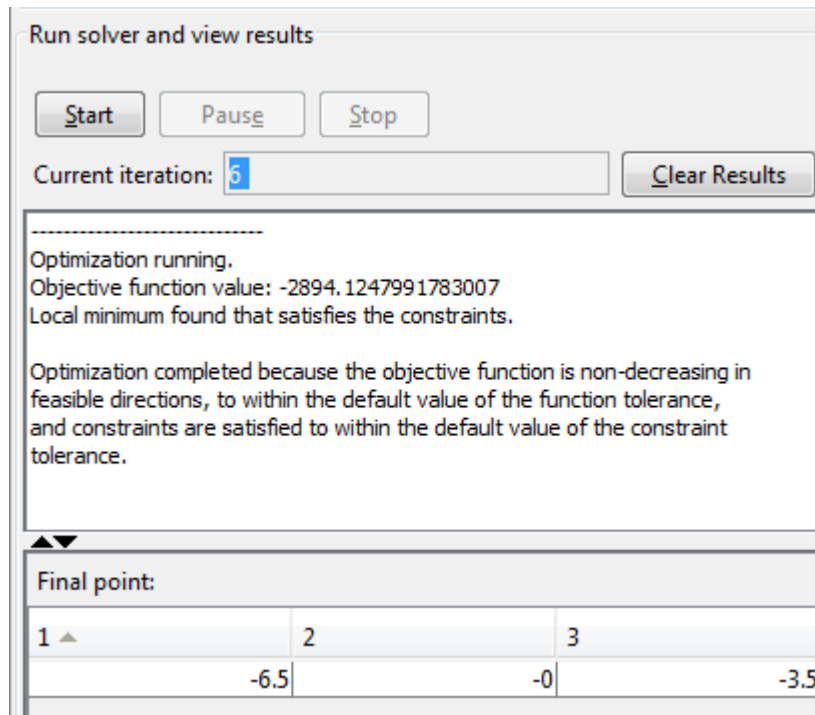 Run solver and view results
Start Pause Stop
Current iteration: 6 Clear Results
-----------------------------
Optimization running.
Objective function value: -2894.1247991783007
Local minimum found that satisfies the constraints.
Optimization completed because the objective function is non-decreasing in
feasible directions, to within the default value of the function tolerance,
and constraints are satisfied to within the default value of the constraint
tolerance.
Final point:
1 2 3
-6.5 -0 -3.5